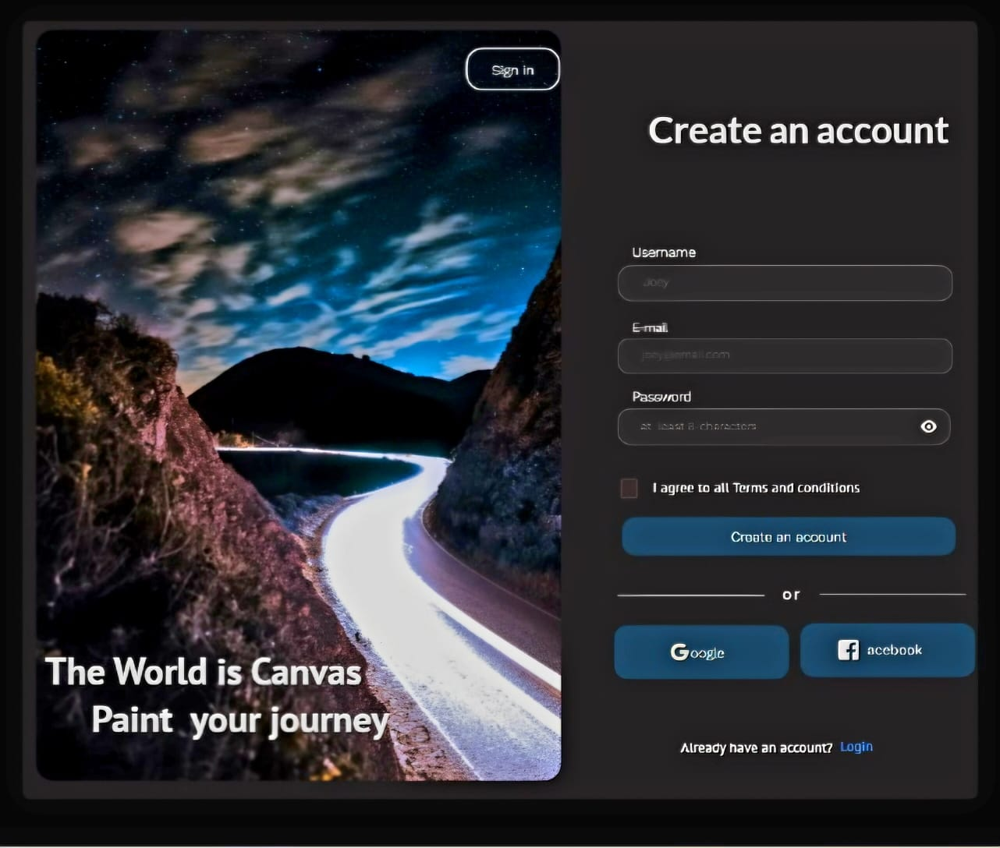 Sign in
Create an account
Username
Joey
E-mail
joey@email.com
Password
at least 8 characters
I agree to all Terms and conditions
Create an account
or
Google
facebook
The World is Canvas
Paint your journey
Already have an account? Login